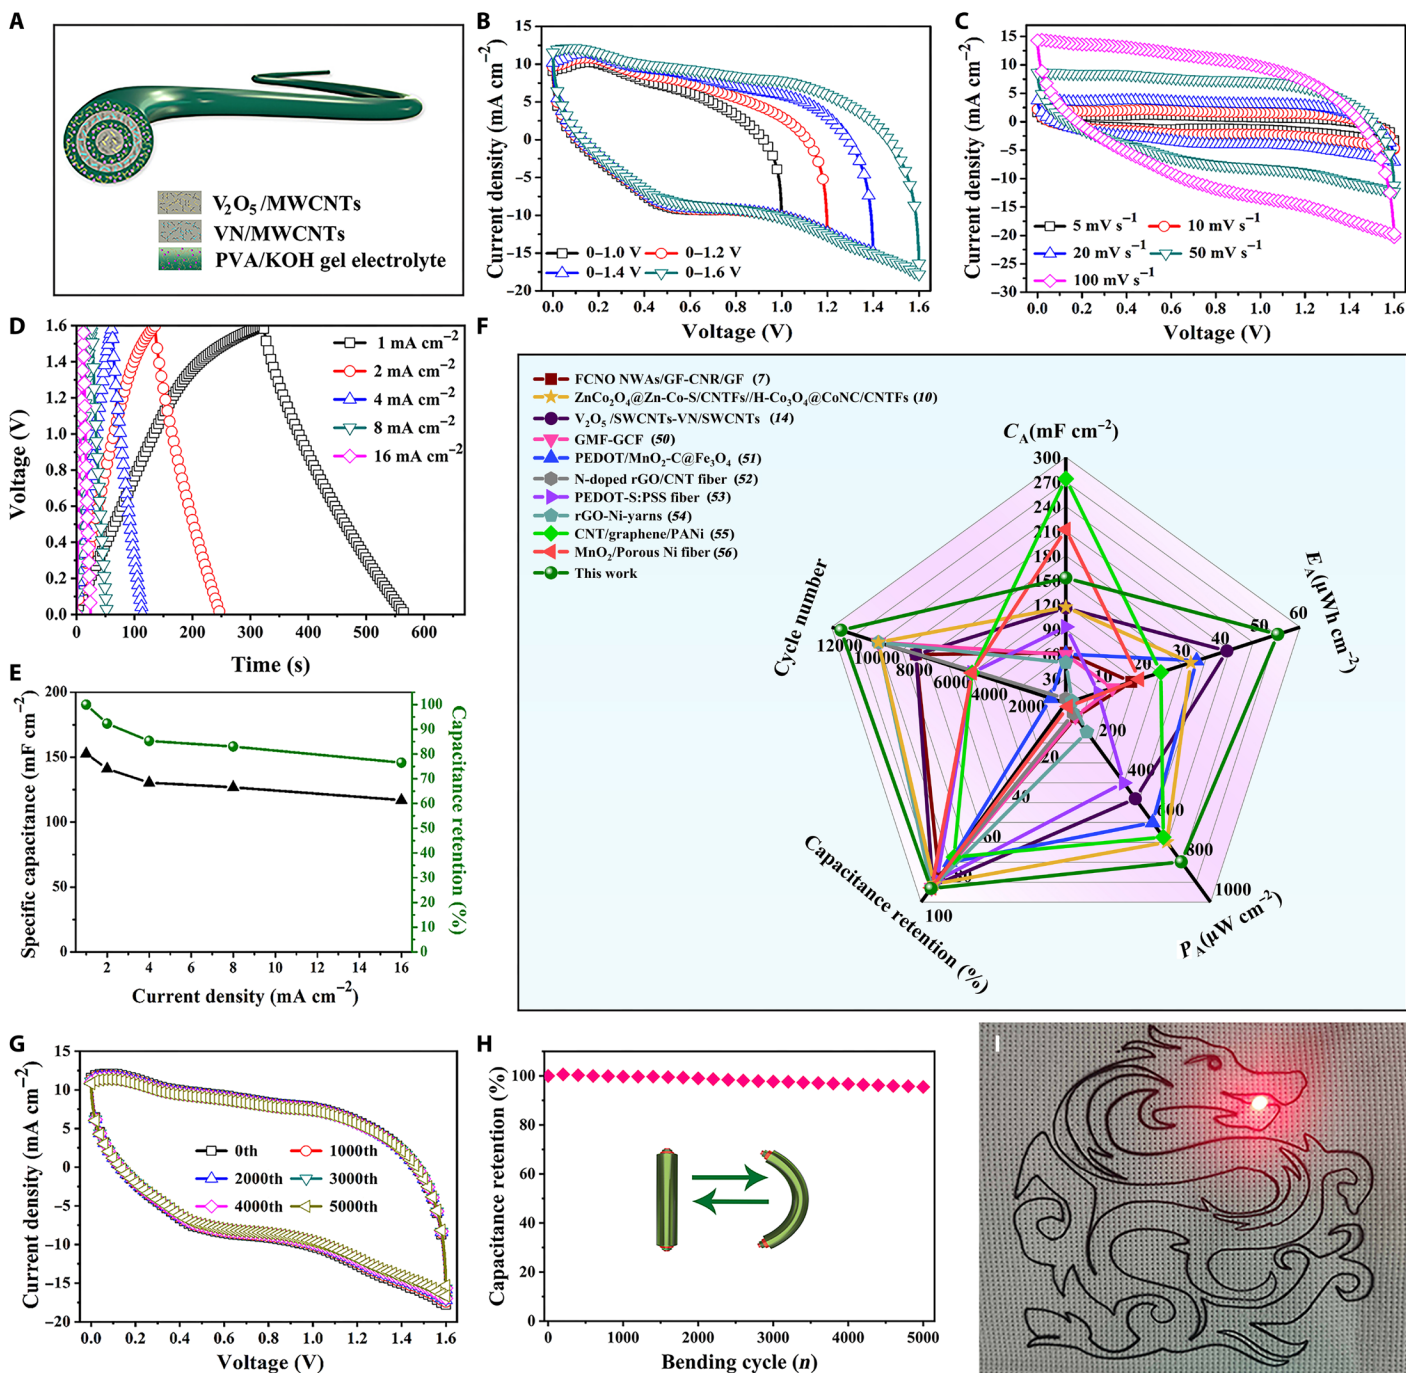 A
V₂O₅ /MWCNTs
VN/MWCNTs
PVA/KOH gel electrolyte
B
Current density (mA cm⁻²)
15
10
5
0
−5
−10
−15
−20
0–1.0 V
0–1.2 V
0–1.4 V
0–1.6 V
0.0 0.2 0.4 0.6 0.8 1.0 1.2 1.4 1.6
Voltage (V)
C
Current density (mA cm⁻²)
15
10
5
0
−5
−10
−15
−20
−25
−30
5 mV s⁻¹
10 mV s⁻¹
20 mV s⁻¹
50 mV s⁻¹
100 mV s⁻¹
0.0 0.2 0.4 0.6 0.8 1.0 1.2 1.4 1.6
Voltage (V)
D
Voltage (V)
1.6
1.4
1.2
1.0
0.8
0.6
0.4
0.2
0.0
1 mA cm⁻²
2 mA cm⁻²
4 mA cm⁻²
8 mA cm⁻²
16 mA cm⁻²
0 100 200 300 400 500 600
Time (s)
E
Specific capacitance (mF cm⁻²)
200
150
100
50
0
Capacitance retention (%)
100
90
80
70
60
50
40
30
20
10
0
2 4 6 8 10 12 14 16
Current density (mA cm⁻²)
F
FCNO NWAs/GF-CNR/GF (7)
ZnCo₂O₄@Zn-Co-S/CNTFs//H-Co₃O₄@CoNC/CNTFs (10)
V₂O₅ /SWCNTs-VN/SWCNTs (14)
GMF-GCF (50)
PEDOT/MnO₂-C@Fe₃O₄ (51)
N-doped rGO/CNT fiber (52)
PEDOT-S:PSS fiber (53)
rGO-Ni-yarns (54)
CNT/graphene/PANi (55)
MnO₂/Porous Ni fiber (56)
This work
C_A(mF cm⁻²)
300
270
240
210
180
150
120
90
60
30
E_A(µWh cm⁻²)
60
50
40
30
10
P_A(µW cm⁻²)
200
400
600
800
1000
Capacitance retention (%)
20
40
60
80
100
Cycle number
12000
10000
8000
6000
4000
2000
G
Current density (mA cm⁻²)
15
10
5
0
−5
−10
−15
−20
0th
1000th
2000th
3000th
4000th
5000th
0.0 0.2 0.4 0.6 0.8 1.0 1.2 1.4 1.6
Voltage (V)
H
Capacitance retention (%)
100
80
60
40
20
0
0 1000 2000 3000 4000 5000
Bending cycle (n)
I